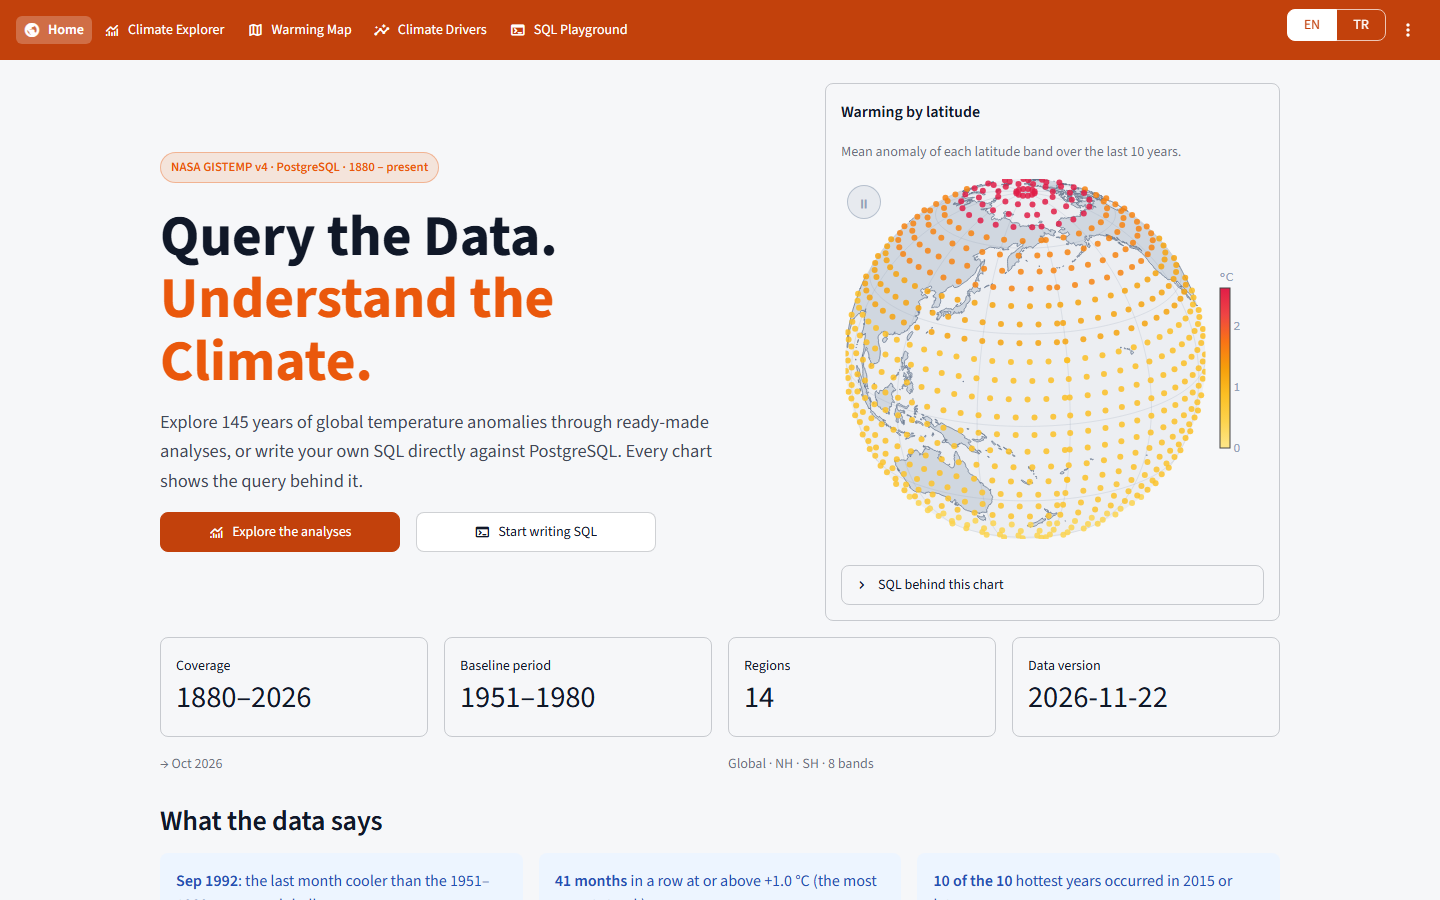 Home
Climate Explorer
Warming Map
Climate Drivers
SQL Playground
EN
TR
NASA GISTEMP v4 · PostgreSQL · 1880 – present
Query the Data.
Understand the
Climate.
Explore 145 years of global temperature anomalies through ready-made
analyses, or write your own SQL directly against PostgreSQL. Every chart
shows the query behind it.
Explore the analyses
Start writing SQL
Warming by latitude
Mean anomaly of each latitude band over the last 10 years.
°C
2
1
0
SQL behind this chart
Coverage
1880–2026
Baseline period
1951–1980
Regions
14
Data version
2026-11-22
→ Oct 2026
Global · NH · SH · 8 bands
What the data says
Sep 1992: the last month cooler than the 1951–
41 months in a row at or above +1.0 °C (the most
10 of the 10 hottest years occurred in 2015 or